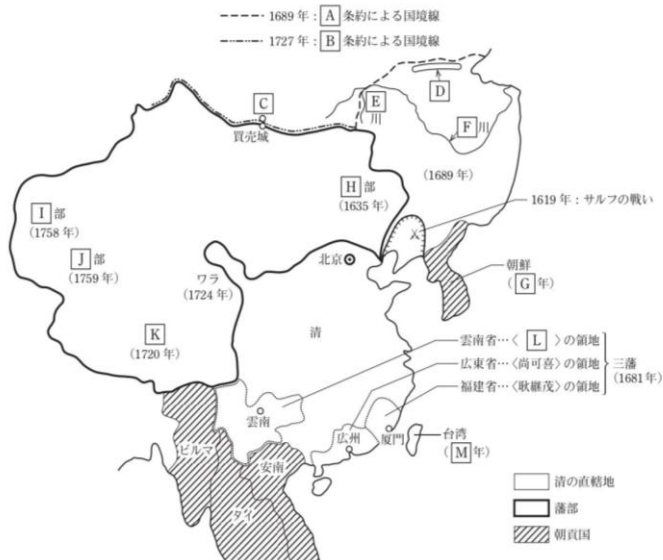 1689年：A条約による国境線
1727年：B条約による国境線
C
買売城
D
E
川
F川
(1689年)
H部
(1635年)
1619年：サルフの戦い
I部
(1758年)
J部
(1759年)
ワラ
(1724年)
北京
朝鮮
(G年)
K
(1720年)
清
雲南省…〈L〉の領地
広東省…〈尚可喜〉の領地
福建省…〈耿継茂〉の領地
三藩
(1681年)
雲南
広州
厦門
台湾
(M年)
ビルマ
安南
タイ
清の直轄地
藩部
朝貢国